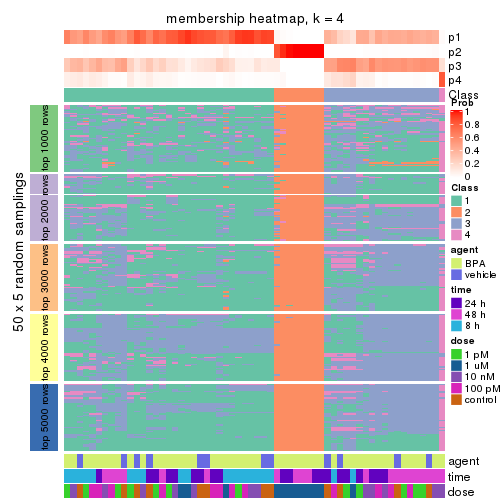 membership heatmap, k = 4
p1
p2
p3
p4
Class
50 x 5 random samplings
top 1000 rows
rows
top 2000 rows
top 3000 rows
top 4000 rows
top 5000 rows
agent
time
dose
Prob
1
0.8
0.6
0.4
0.2
0
Class
1
2
3
4
agent
BPA
vehicle
time
24 h
48 h
8 h
dose
1 pM
1 uM
10 nM
100 pM
control